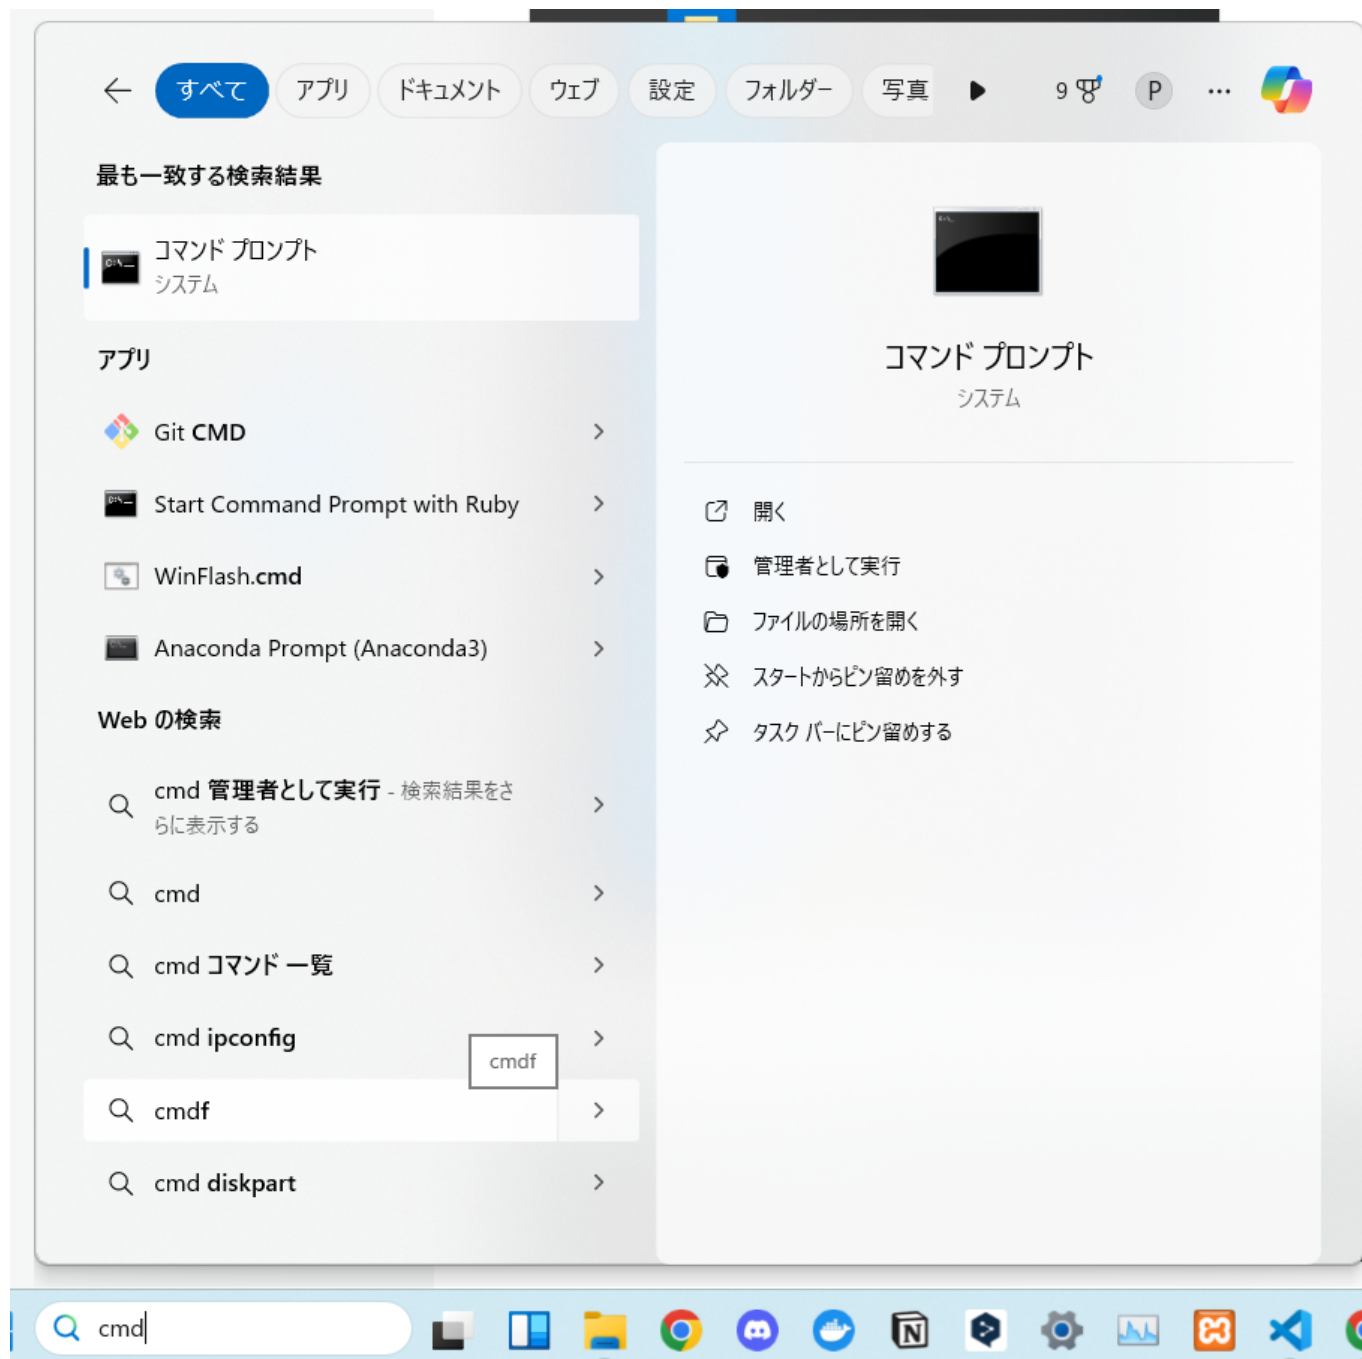 すべて
アプリ
ドキュメント
ウェブ
設定
フォルダー
写真
9
P
最も一致する検索結果
コマンド プロンプト
システム
アプリ
Git CMD
Start Command Prompt with Ruby
WinFlash.cmd
Anaconda Prompt (Anaconda3)
Web の検索
cmd 管理者として実行 - 検索結果をさ
らに表示する
cmd
cmd コマンド 一覧
cmd ipconfig
cmdf
cmdf
cmd diskpart
コマンド プロンプト
システム
開く
管理者として実行
ファイルの場所を開く
スタートからピン留めを外す
タスク バーにピン留めする
cmd